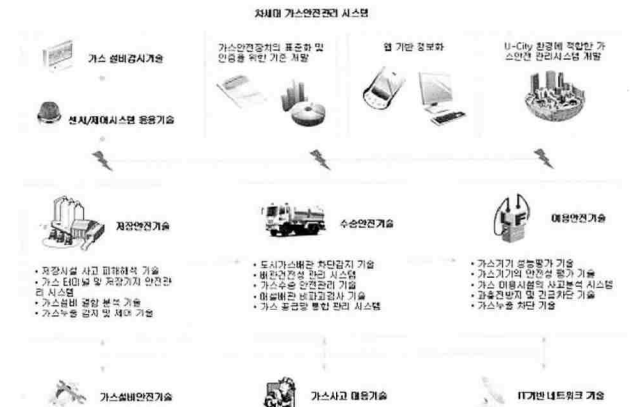 차세대 가스안전관리 시스템
가스 설비감시기술
가스안전장치의 표준화 및
인증을 위한 기준 개발
웹 기반 정보화
U-City 환경에 적합한 가
스안전 관리시스템 개발
센서/제어시스템 응용기술
저장안전기술
수송안전기술
이용안전기술
• 저장시설 사고 피해해석 기술
• 가스 터미널 및 저장기지 안전관
리 시스템
• 가스설비 결함 분석 기술
• 가스누출 감지 및 제어 기술
• 도시가스배관 차단감지 기술
• 배관건전성 관리 시스템
• 가스수송 안전관리 기술
• 매설배관 비파괴검사 기술
• 가스 공급망 통합 관리 시스템
• 가스기기 성능평가 기술
• 가스기기의 안전성 평가 기술
• 가스 이용시설의 사고분석 시스템
• 과충전방지 및 긴급차단 기술
• 가스누출 차단 기술
가스설비안전기술
가스사고 대응기술
IT기반 네트워크 기술